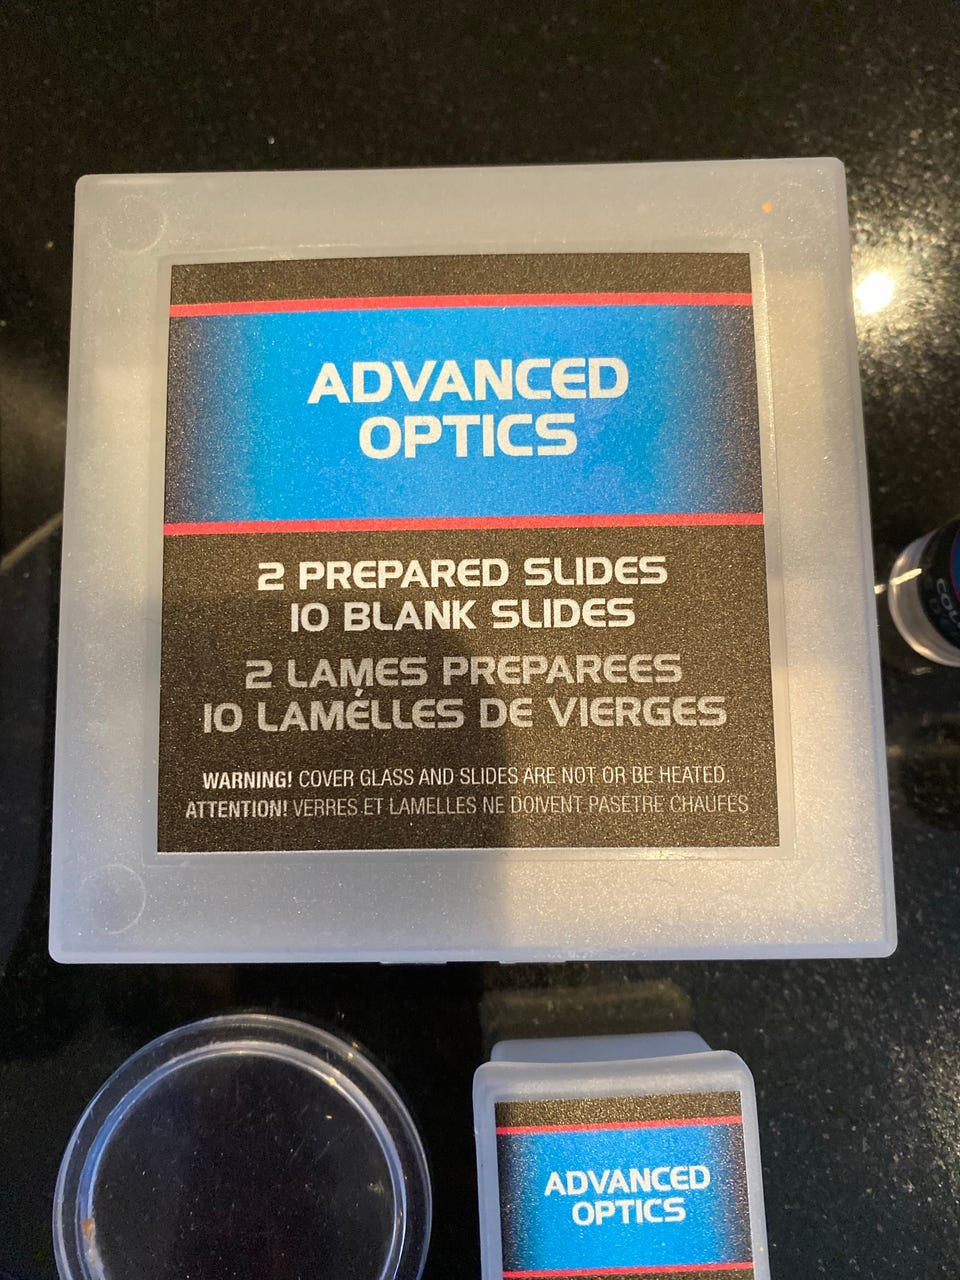 ADVANCED
OPTICS
2 PREPARED SLIDES
10 BLANK SLIDES
2 LAMES PREPAREES
10 LAMÉLLES DE VIERGES
WARNING! COVER GLASS AND SLIDES ARE NOT OR BE HEATED.
ATTENTION! VERRES ET LAMELLES NE DOIVENT PASETRE CHAUFES
ADVANCED
OPTICS